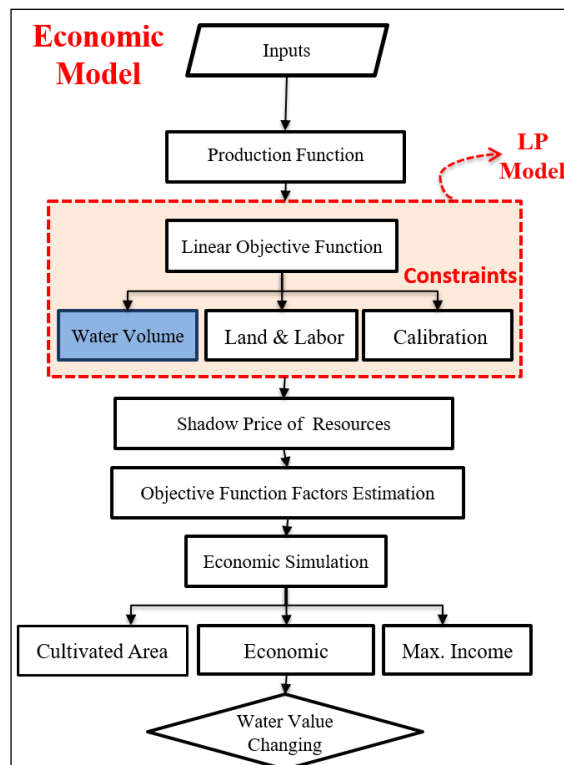 Economic
Model
Inputs
Production Function
LP
Model
Linear Objective Function
Constraints
Water Volume
Land & Labor
Calibration
Shadow Price of Resources
Objective Function Factors Estimation
Economic Simulation
Cultivated Area
Economic
Max. Income
Water Value
Changing